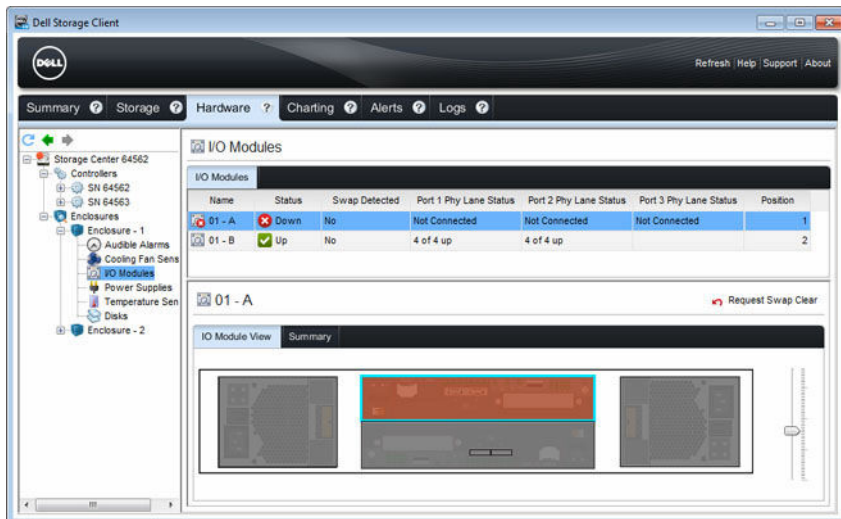 Dell Storage Client
DELL
Refresh | Help | Support | About
Summary ? Storage ? Hardware ? Charting ? Alerts ? Logs ?
Storage Center 64562
Controllers
SN 64562
SN 64563
Enclosures
Enclosure - 1
Audible Alarms
Cooling Fan Sens
I/O Modules
Power Supplies
Temperature Sen
Disks
Enclosure - 2
I/O Modules
I/O Modules
Name Status Swap Detected Port 1 Phy Lane Status Port 2 Phy Lane Status Port 3 Phy Lane Status Position
01 - A Down No Not Connected Not Connected Not Connected 1
01 - B Up No 4 of 4 up 4 of 4 up 2
01 - A
Request Swap Clear
IO Module View Summary